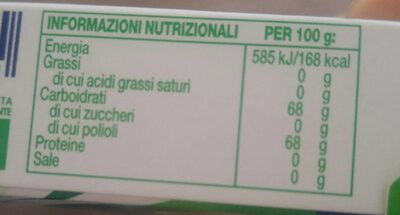 INFORMAZIONI NUTRIZIONALI PER 100 g:
Energia 585 kJ/168 kcal
Grassi 0 g
di cui acidi grassi saturi 0 g
Carboidrati 68 g
di cui zuccheri 0 g
di cui polioli 68 g
Proteine 0 g
Sale 0 g